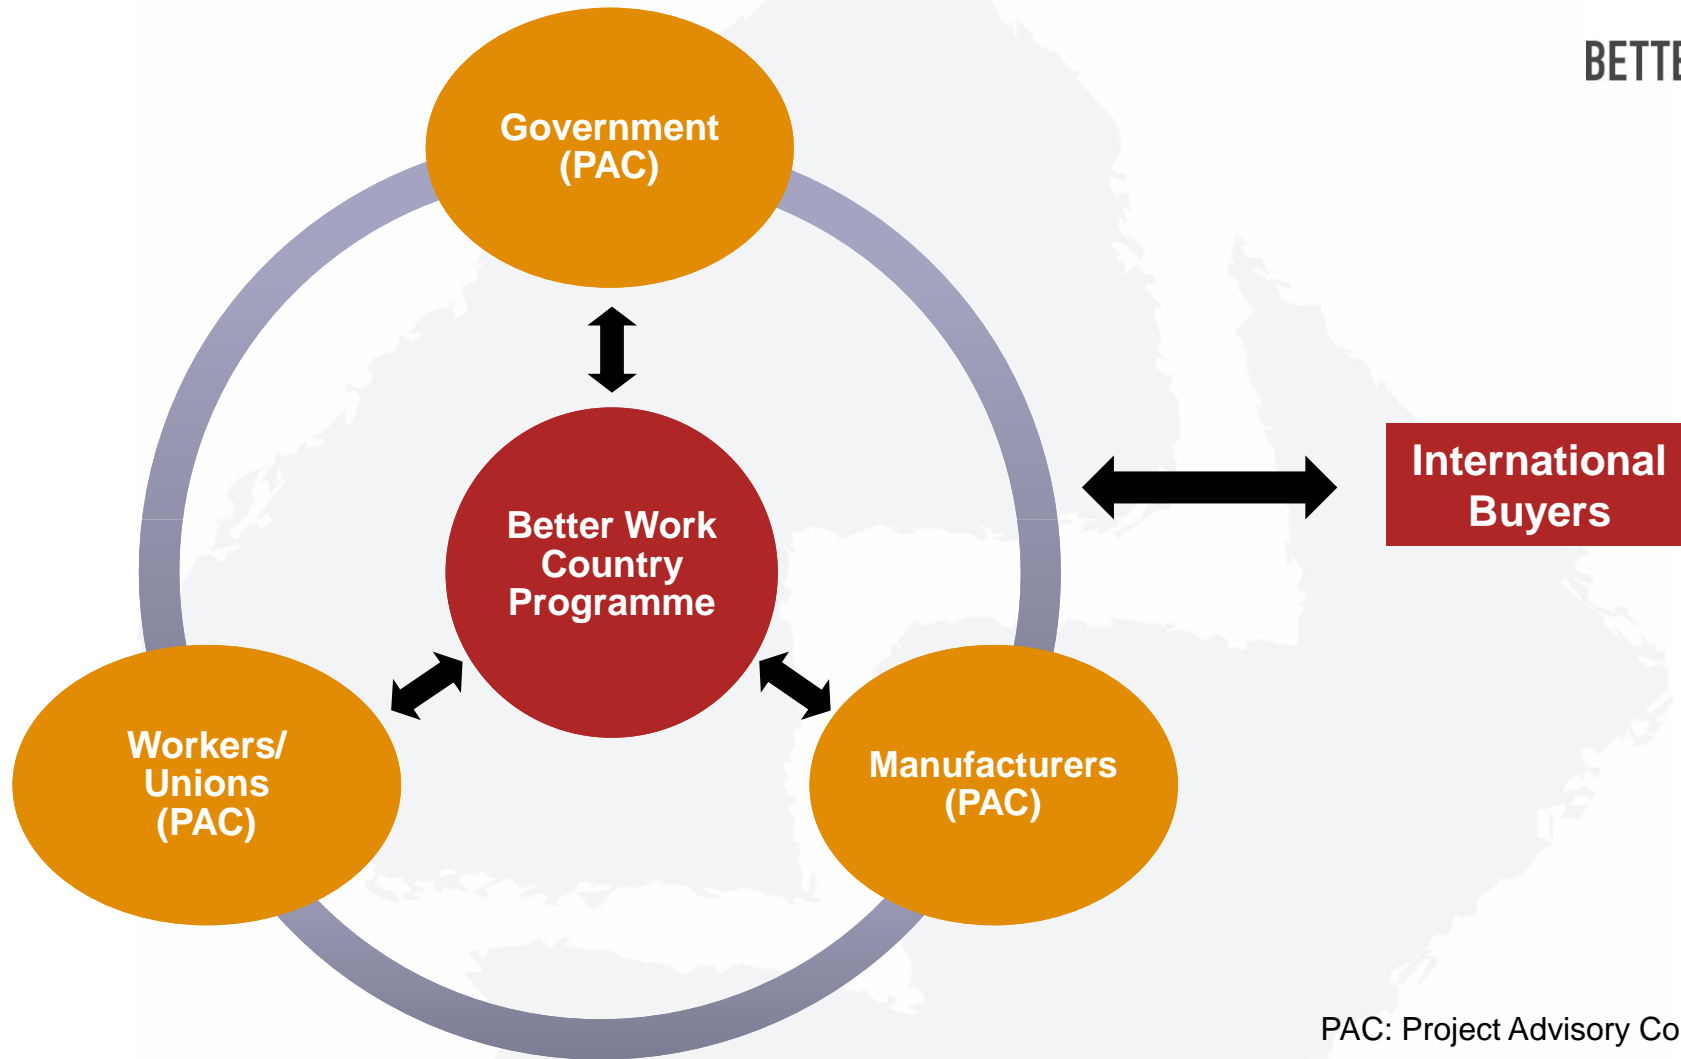 BETTE
Government
(PAC)
International
Buyers
Better Work
Country
Programme
Workers/
Unions
(PAC)
Manufacturers
(PAC)
PAC: Project Advisory Co